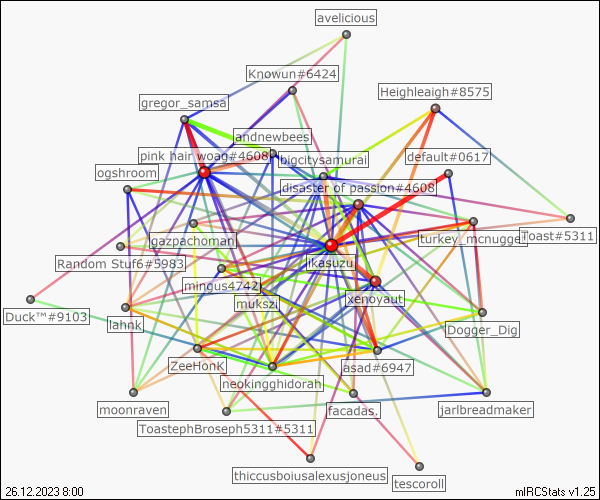 avelicious
Knowun#6424
Heighleaigh#8575
gregor_samsa
andnewbees
pink hair woag#4608
bigcitysamurai
default#0617
ogshroom
disaster of passion#4608
gazpachoman
turkey_mcnugget
Toast#5311
Random Stuf6#5983
ikasuzu
mingus4742
mukszi
xenoyaut
Duck™#9103
lahnk
Dogger_Dig
ZeeHonK
asad#6947
neokingghidorah
moonraven
facadas.
jarlbreadmaker
ToastephBroseph5311#5311
thiccusboiusalexusjoneus
tescoroll
26.12.2023 8:00
mIRCStats v1.25